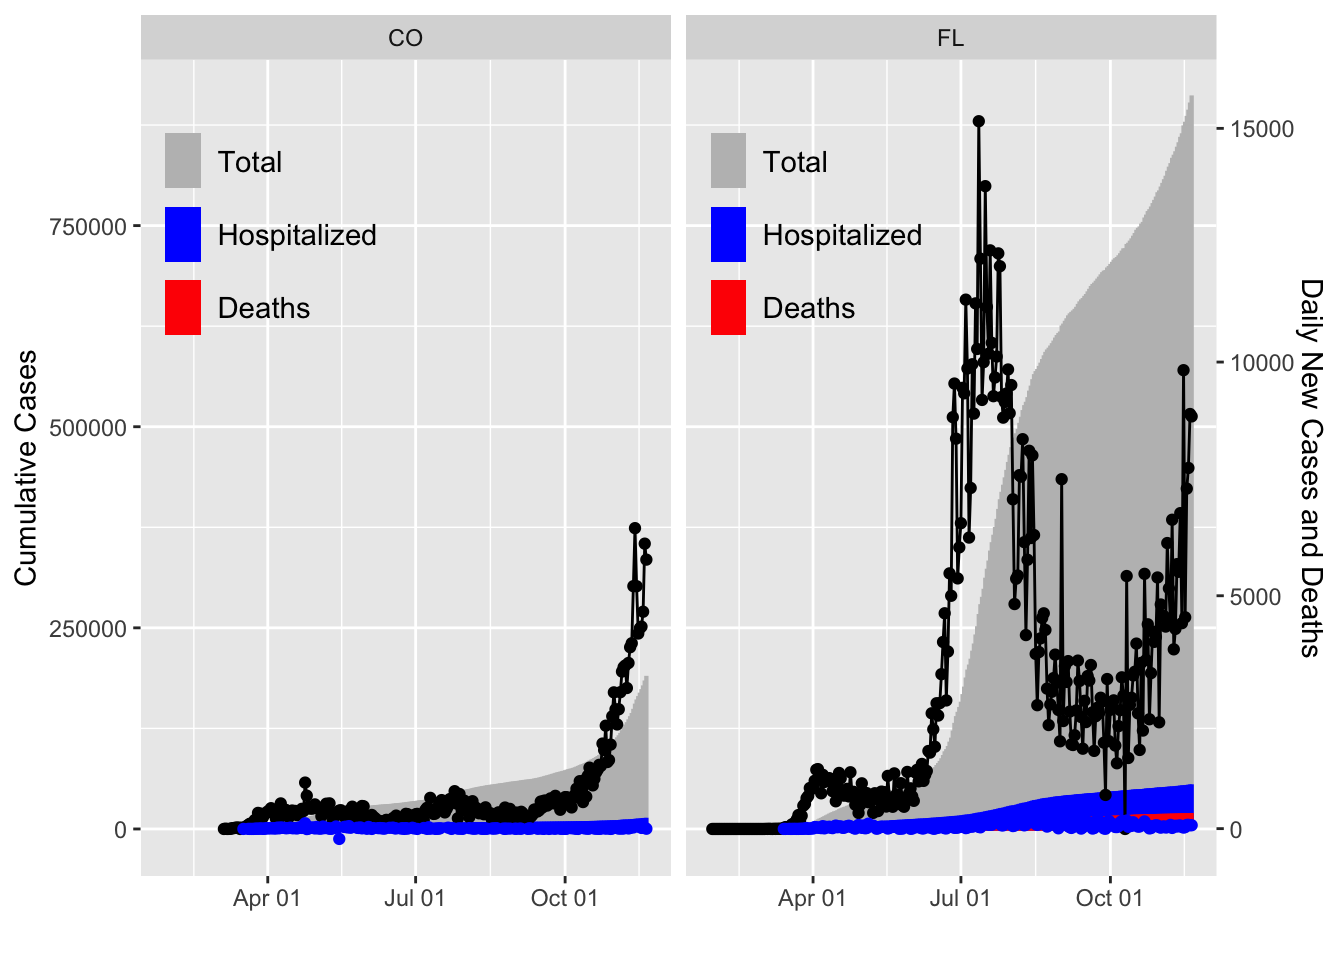 CO
FL
Total
Hospitalized
Deaths
Total
Hospitalized
Deaths
Cumulative Cases
750000
500000
250000
0
15000
10000
5000
0
Daily New Cases and Deaths
Apr 01
Jul 01
Oct 01
Apr 01
Jul 01
Oct 01